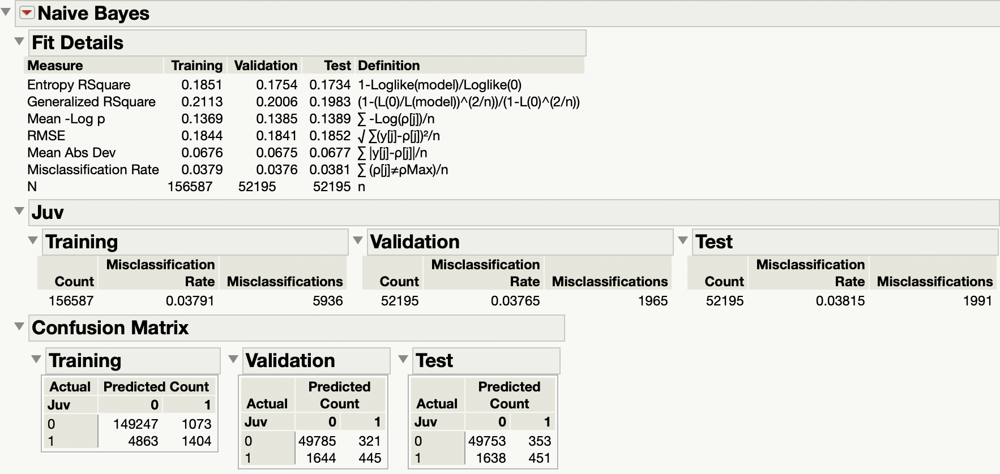 Naive Bayes
Fit Details
Measure Training Validation Test Definition
Entropy RSquare 0.1851 0.1754 0.1734 1-Loglike(model)/Loglike(0)
Generalized RSquare 0.2113 0.2006 0.1983 (1-(L(0)/L(model))^(2/n))/(1-L(0)^(2/n))
Mean -Log p 0.1369 0.1385 0.1389 ∑ -Log(ρ[j])/n
RMSE 0.1844 0.1841 0.1852 √ ∑(y[j]-ρ[j])²/n
Mean Abs Dev 0.0676 0.0675 0.0677 ∑ |y[j]-ρ[j]|/n
Misclassification Rate 0.0379 0.0376 0.0381 ∑ (ρ[j]≠ρMax)/n
N 156587 52195 52195 n
Juv
Training Validation Test
Misclassification Misclassification Misclassification
Count Rate Misclassifications Count Rate Misclassifications Count Rate Misclassifications
156587 0.03791 5936 52195 0.03765 1965 52195 0.03815 1991
Confusion Matrix
Training
Actual Predicted Count
Juv 0 1
0 149247 1073
1 4863 1404
Validation
Predicted
Actual Count
Juv 0 1
0 49785 321
1 1644 445
Test
Predicted
Actual Count
Juv 0 1
0 49753 353
1 1638 451